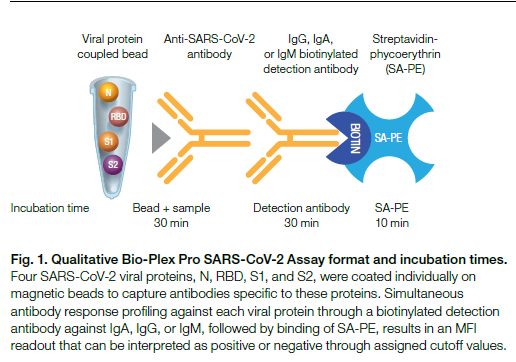 Viral protein coupled bead
Anti-SARS-CoV-2 antibody
IgG, IgA, or IgM biotinylated detection antibody
Streptavidin-phycoerythrin (SA-PE)
N
RBD
S1
S2
BIOTIN
SA-PE
Incubation time
Bead + sample
30 min
Detection antibody
30 min
SA-PE
10 min
Fig. 1. Qualitative Bio-Plex Pro SARS-CoV-2 Assay format and incubation times.
Four SARS-CoV-2 viral proteins, N, RBD, S1, and S2, were coated individually on
magnetic beads to capture antibodies specific to these proteins. Simultaneous
antibody response profiling against each viral protein through a biotinylated detection
antibody against IgA, IgG, or IgM, followed by binding of SA-PE, results in an MFI
readout that can be interpreted as positive or negative through assigned cutoff values.